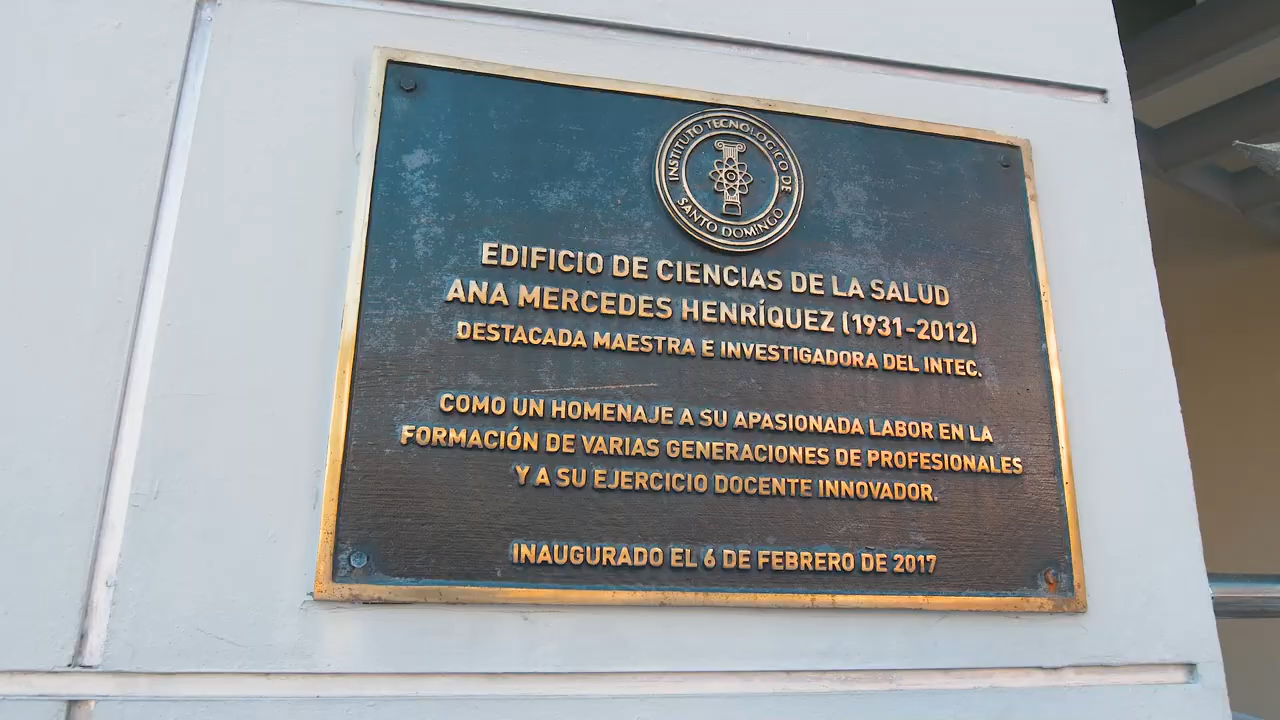 INSTITUTO TECNOLOGICO DE
SANTO DOMINGO
EDIFICIO DE CIENCIAS DE LA SALUD
ANA MERCEDES HENRÍQUEZ (1931-2012)
DESTACADA MAESTRA E INVESTIGADORA DEL INTEC.
COMO UN HOMENAJE A SU APASIONADA LABOR EN LA
FORMACIÓN DE VARIAS GENERACIONES DE PROFESIONALES
Y A SU EJERCICIO DOCENTE INNOVADOR.
INAUGURADO EL 6 DE FEBRERO DE 2017